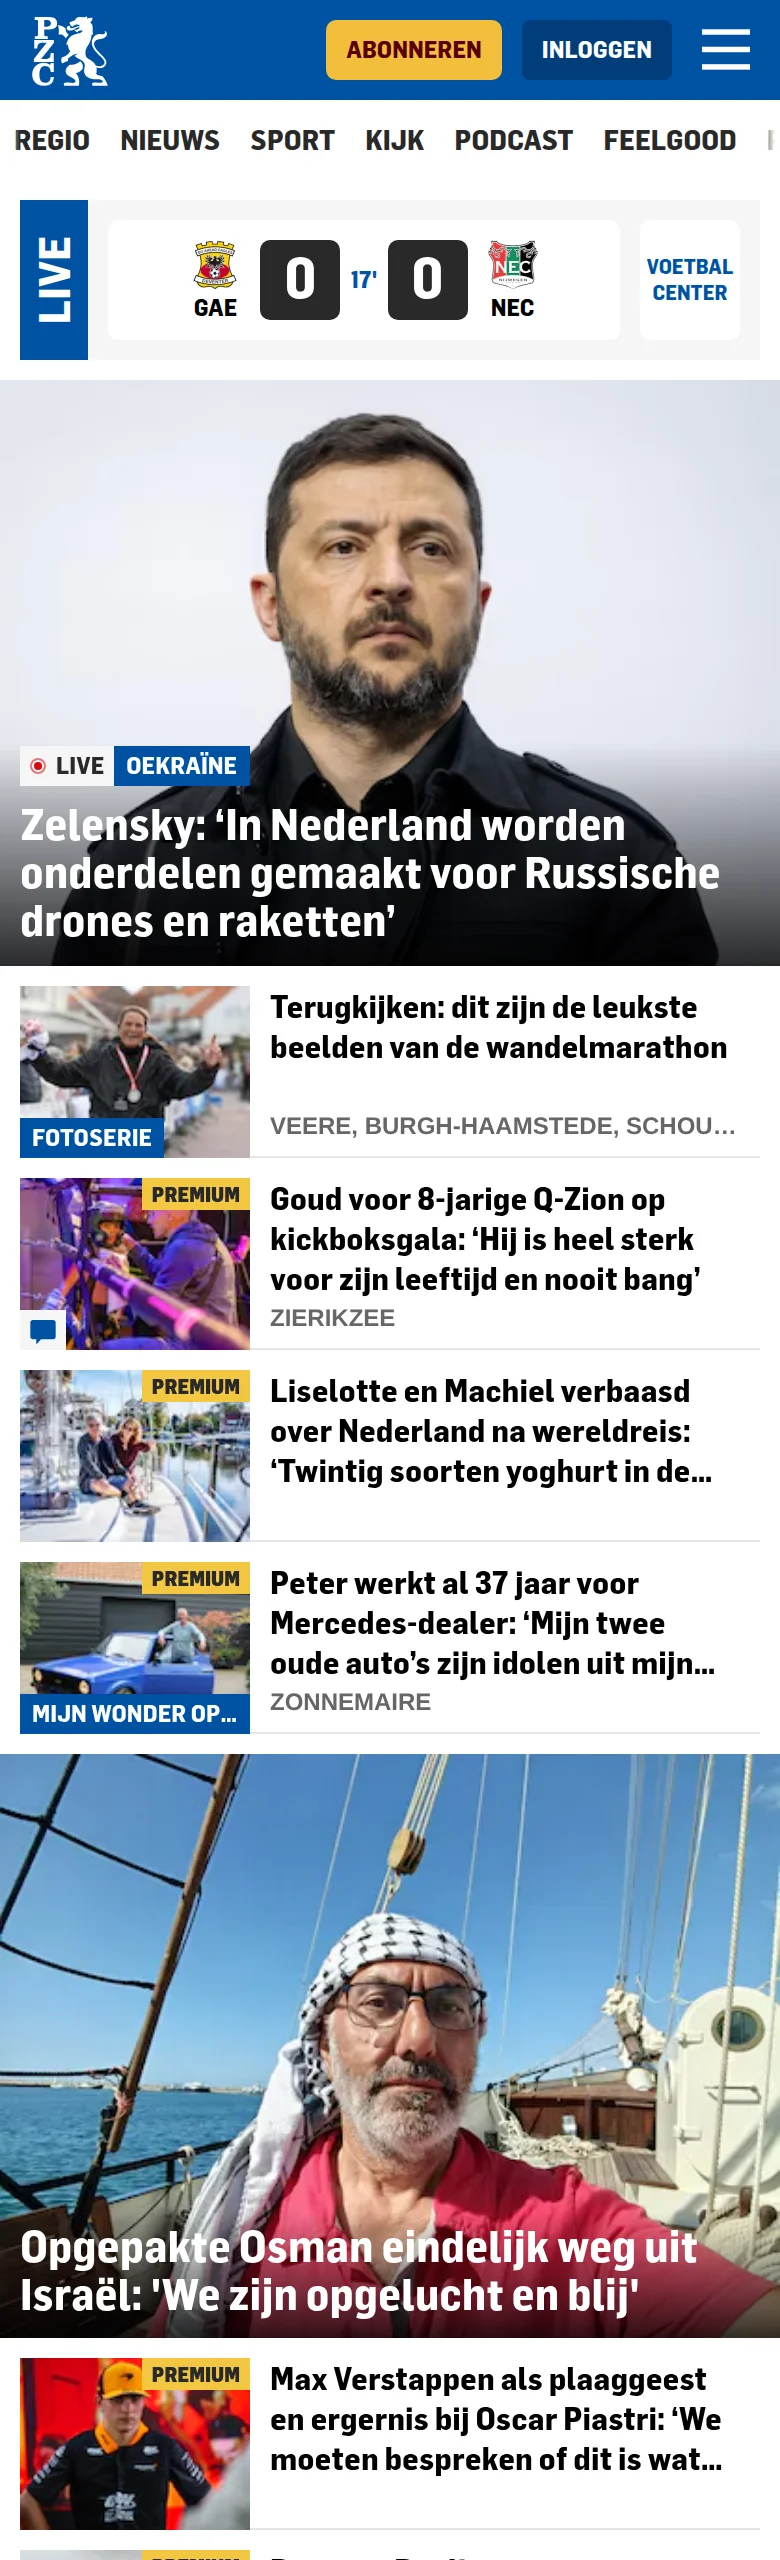 PZC
ABONNEREN
INLOGGEN
REGIO NIEUWS SPORT KIJK PODCAST FEELGOOD
LIVE
GAE
0
17'
0
NEC
NEC
VOETBAL
CENTER
LIVE
OEKRAÏNE
Zelensky: ‘In Nederland worden
onderdelen gemaakt voor Russische
drones en raketten’
FOTOSERIE
Terugkijken: dit zijn de leukste
beelden van de wandelmarathon
VEERE, BURGH-HAAMSTEDE, SCHOU…
PREMIUM
Goud voor 8-jarige Q-Zion op
kickboksgala: ‘Hij is heel sterk
voor zijn leeftijd en nooit bang’
ZIERIKZEE
PREMIUM
Liselotte en Machiel verbaasd
over Nederland na wereldreis:
‘Twintig soorten yoghurt in de…
PREMIUM
MIJN WONDER OP…
Peter werkt al 37 jaar voor
Mercedes-dealer: ‘Mijn twee
oude auto’s zijn idolen uit mijn…
ZONNEMAIRE
Opgepakte Osman eindelijk weg uit
Israël: 'We zijn opgelucht en blij'
PREMIUM
Max Verstappen als plaaggeest
en ergernis bij Oscar Piastri: ‘We
moeten bespreken of dit is wat…